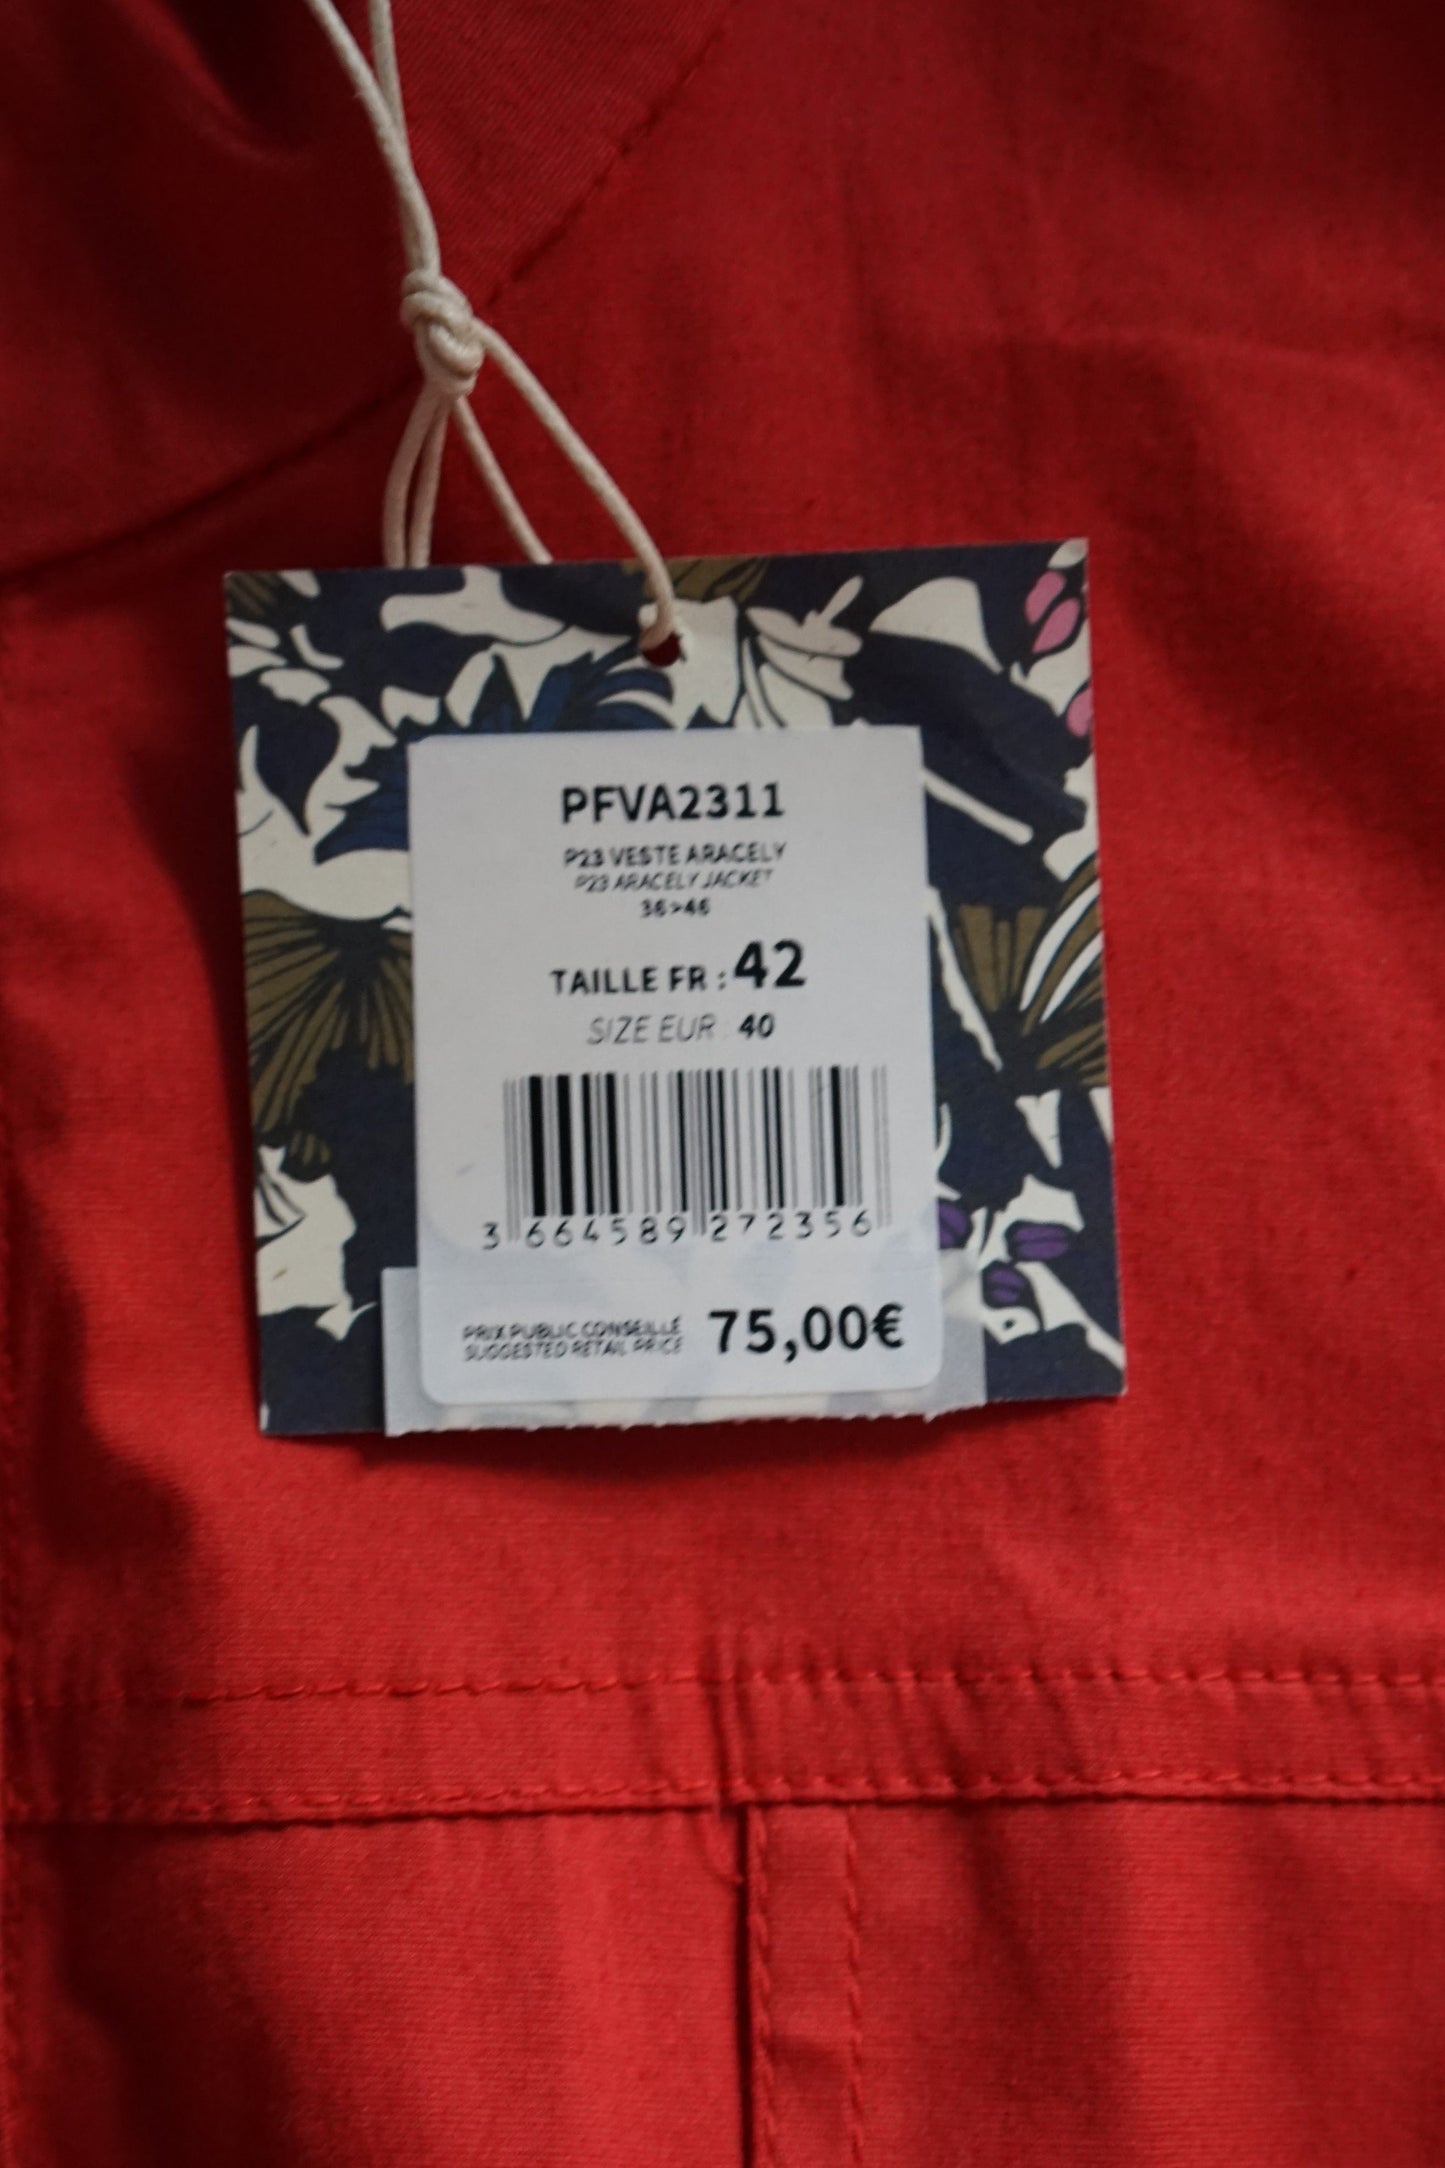 PFVA2311
P23 VESTE ARACELY
P23 ARACELY JACKET
36>46
TAILLE FR : 42
SIZE EUR : 40
3 664589 272356
PRIX PUBLIC CONSEILLE
SUGGESTED RETAIL PRICE
75,00€